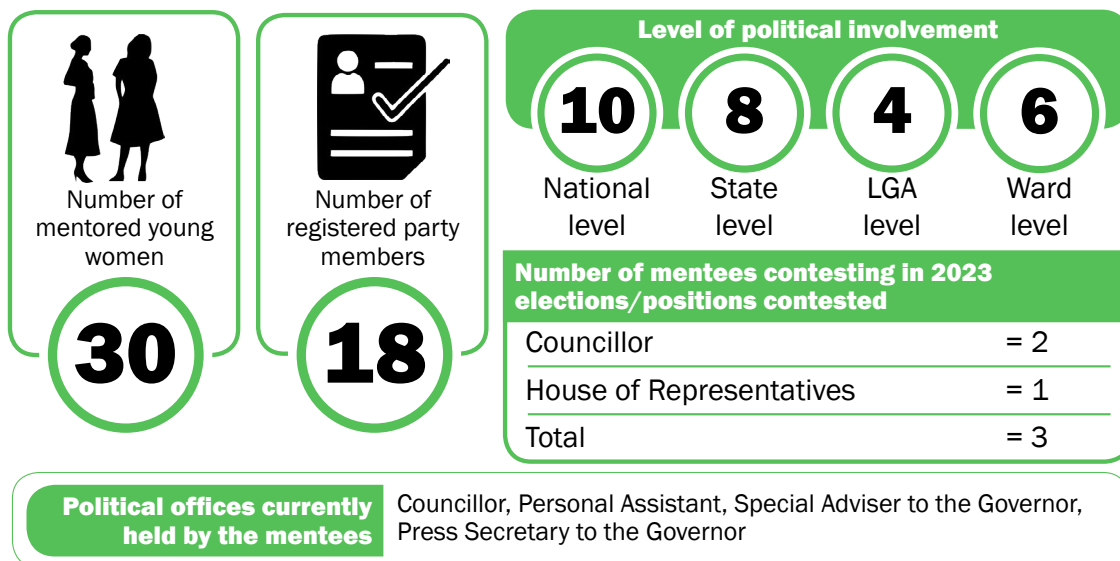 Number of
mentored young
women
30
Number of
registered party
members
18
Level of political involvement
10
National
level
8
State
level
4
LGA
level
6
Ward
level
Number of mentees contesting in 2023
elections/positions contested
Councillor = 2
House of Representatives = 1
Total = 3
Political offices currently
held by the mentees
Councillor, Personal Assistant, Special Adviser to the Governor,
Press Secretary to the Governor